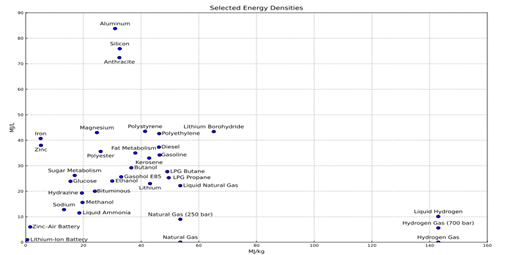 Selected Energy Densities
90
Aluminum
80
Silicon
70
Anthracite
60
MJ/L
50
Magnesium
Polystyrene
Lithium Borohydride
Iron
Polyethylene
40
Zinc
Polyester
Fat Metabolism
Diesel
Gasoline
Kerosene
30
Sugar Metabolism
Butanol
LPG Butane
Glucose
Ethanol
Gasohol E85
LPG Propane
Hydrazine
Bituminous
Lithium
Liquid Natural Gas
20
Methanol
Sodium
Liquid Ammonia
Natural Gas (250 bar)
Liquid Hydrogen
10
Zinc-Air Battery
Hydrogen Gas (700 bar)
Lithium-Ion Battery
Natural Gas
Hydrogen Gas
0
0 20 40 60 80 100 120 140 160
MJ/kg